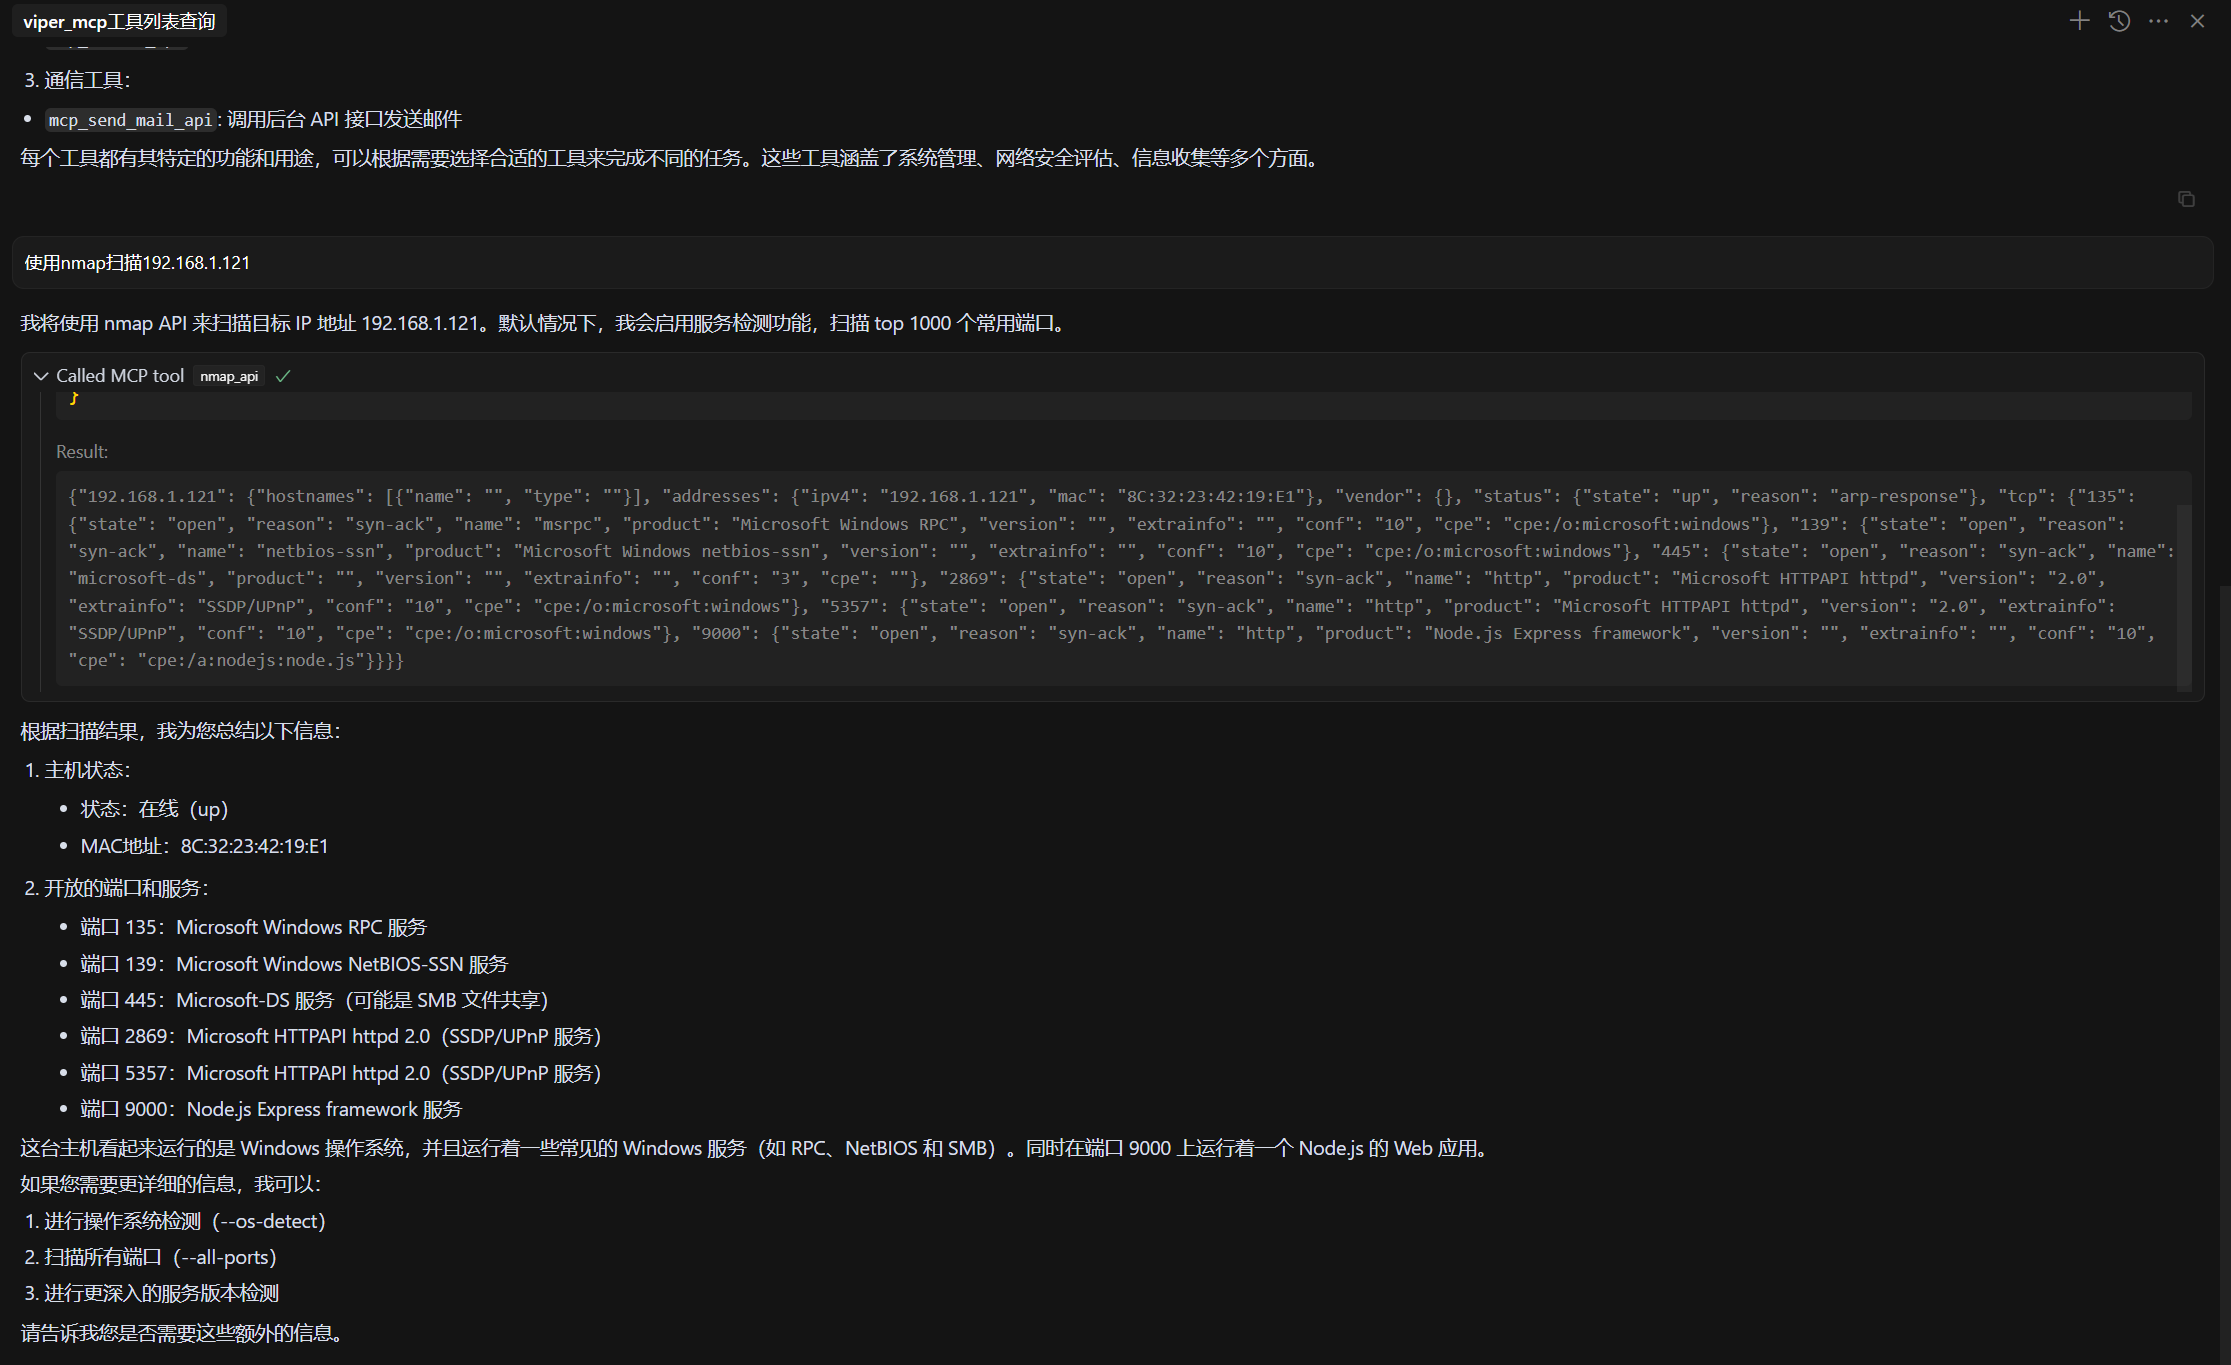 viper_mcp工具列表查询
3. 通信工具：
• mcp_send_mail_api: 调用后台 API 接口发送邮件
每个工具都有其特定的功能和用途，可以根据需要选择合适的工具来完成不同的任务。这些工具涵盖了系统管理、网络安全评估、信息收集等多个方面。
使用nmap扫描192.168.1.121
我将使用 nmap API 来扫描目标 IP 地址 192.168.1.121。默认情况下，我会启用服务检测功能，扫描 top 1000 个常用端口。
Called MCP tool nmap_api
}
Result:
{"192.168.1.121": {"hostnames": [{"name": "", "type": ""}], "addresses": {"ipv4": "192.168.1.121", "mac": "8C:32:23:42:19:E1"}, "vendor": {}, "status": {"state": "up", "reason": "arp-response"}, "tcp": {"135":
{"state": "open", "reason": "syn-ack", "name": "msrpc", "product": "Microsoft Windows RPC", "version": "", "extrainfo": "", "conf": "10", "cpe": "cpe:/o:microsoft:windows"}, "139": {"state": "open", "reason":
"syn-ack", "name": "netbios-ssn", "product": "Microsoft Windows netbios-ssn", "version": "", "extrainfo": "", "conf": "10", "cpe": "cpe:/o:microsoft:windows"}, "445": {"state": "open", "reason": "syn-ack", "name":
"microsoft-ds", "product": "", "version": "", "extrainfo": "", "conf": "3", "cpe": ""}, "2869": {"state": "open", "reason": "syn-ack", "name": "http", "product": "Microsoft HTTPAPI httpd", "version": "2.0",
"extrainfo": "SSDP/UPnP", "conf": "10", "cpe": "cpe:/o:microsoft:windows"}, "5357": {"state": "open", "reason": "syn-ack", "name": "http", "product": "Microsoft HTTPAPI httpd", "version": "2.0", "extrainfo":
"SSDP/UPnP", "conf": "10", "cpe": "cpe:/o:microsoft:windows"}, "9000": {"state": "open", "reason": "syn-ack", "name": "http", "product": "Node.js Express framework", "version": "", "extrainfo": "", "conf": "10",
"cpe": "cpe:/a:nodejs:node.js"}}}}
根据扫描结果，我为您总结以下信息：
1. 主机状态：
• 状态：在线（up）
• MAC地址：8C:32:23:42:19:E1
2. 开放的端口和服务：
• 端口 135：Microsoft Windows RPC 服务
• 端口 139：Microsoft Windows NetBIOS-SSN 服务
• 端口 445：Microsoft-DS 服务（可能是 SMB 文件共享）
• 端口 2869：Microsoft HTTPAPI httpd 2.0（SSDP/UPnP 服务）
• 端口 5357：Microsoft HTTPAPI httpd 2.0（SSDP/UPnP 服务）
• 端口 9000：Node.js Express framework 服务
这台主机看起来运行的是 Windows 操作系统，并且运行着一些常见的 Windows 服务（如 RPC、NetBIOS 和 SMB）。同时在端口 9000 上运行着一个 Node.js 的 Web 应用。
如果您需要更详细的信息，我可以：
1. 进行操作系统检测（--os-detect）
2. 扫描所有端口（--all-ports）
3. 进行更深入的服务版本检测
请告诉我您是否需要这些额外的信息。